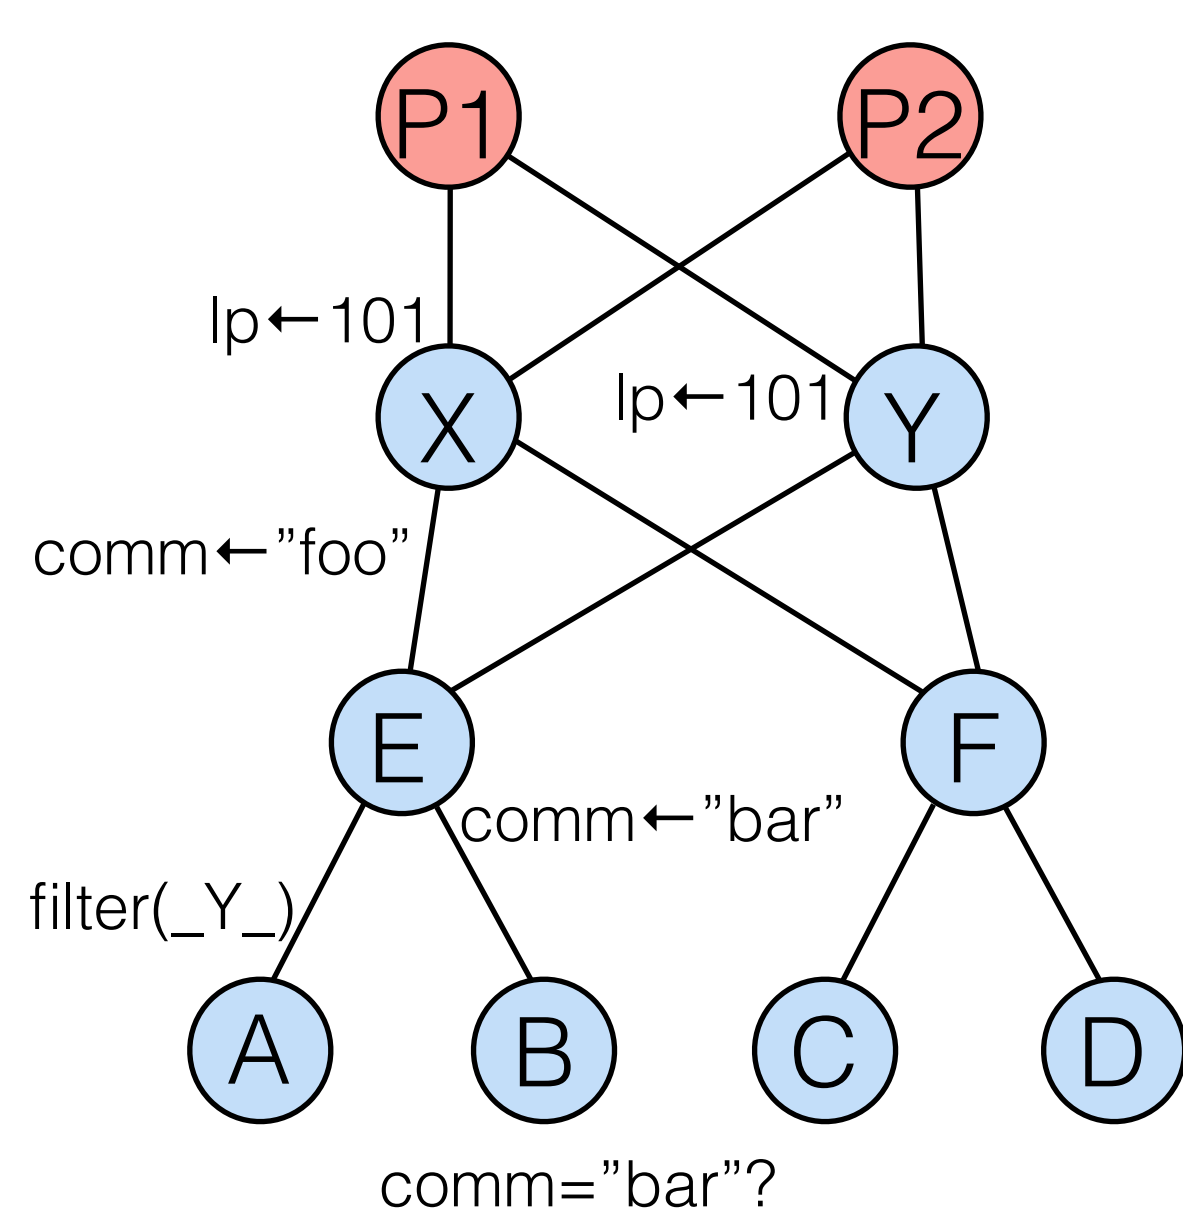 P1 P2
lp←101
lp←101
X Y
comm←”foo”
E F
comm←”bar”
filter(_Y_)
A B C D
comm=”bar”?